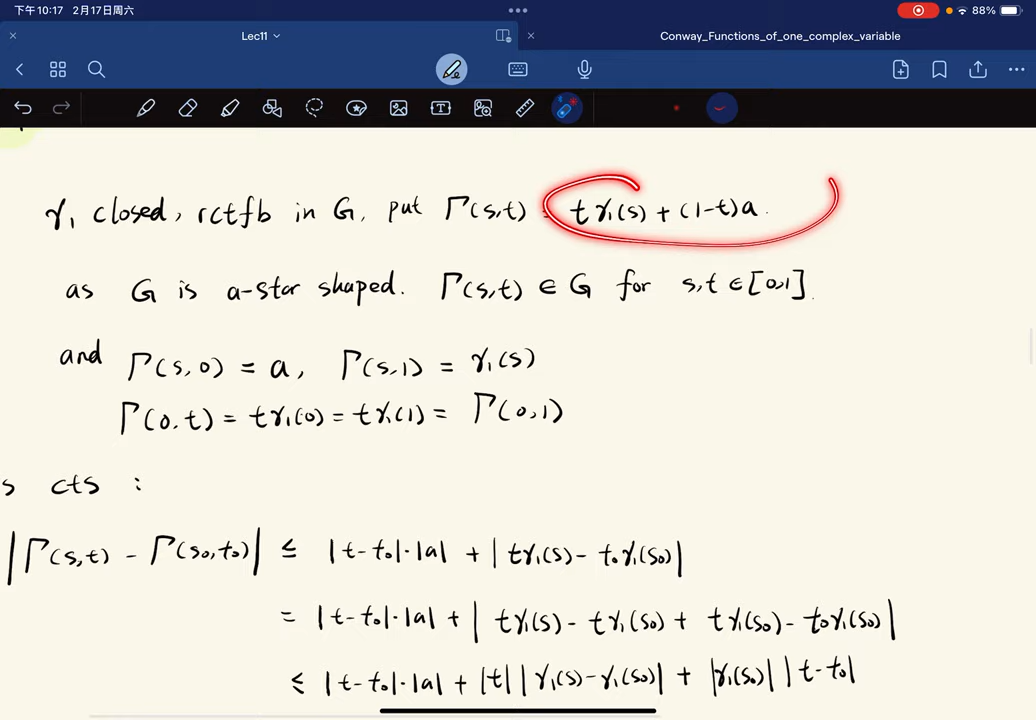 下午10:17 2月17日周六
88%
Lec11
Conway_Functions_of_one_complex_variable
γ₁ closed, rctfb in G, put Γ(s,t) = tγ₁(s) + (1-t)a.
as G is a-star shaped. Γ(s,t) ∈ G for s,t ∈ [0,1].
and Γ(s,0) = a, Γ(s,1) = γ₁(s)
Γ(0,t) = tγ₁(0) = tγ₁(1) = Γ(0,1)
s cts :
|Γ(s,t) - Γ(s₀,t₀)| ≤ |t-t₀|·|a| + |tγ₁(s) - t₀γ₁(s₀)|
= |t-t₀|·|a| + |tγ₁(s) - tγ₁(s₀) + tγ₁(s₀) - t₀γ₁(s₀)|
≤ |t-t₀|·|a| + |t||γ₁(s)-γ₁(s₀)| + |γ₁(s₀)||t-t₀|